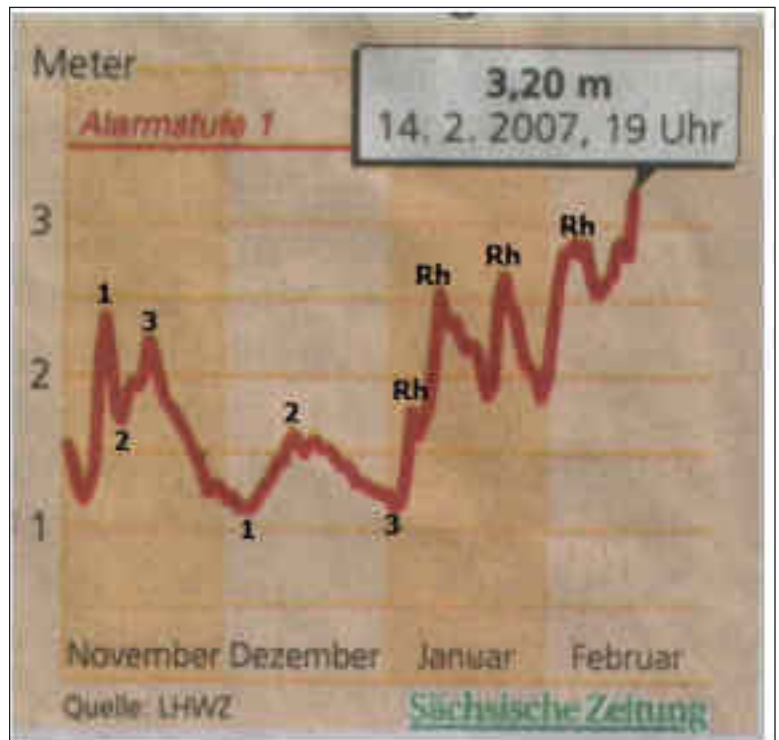 Meter
3,20 m
Alarmstufe 1
14. 2. 2007, 19 Uhr
3
Rh
Rh
Rh
1
3
2
Rh
2
2
1
1
3
November Dezember Januar Februar
Quelle: LHWZ
Sächsische Zeitung